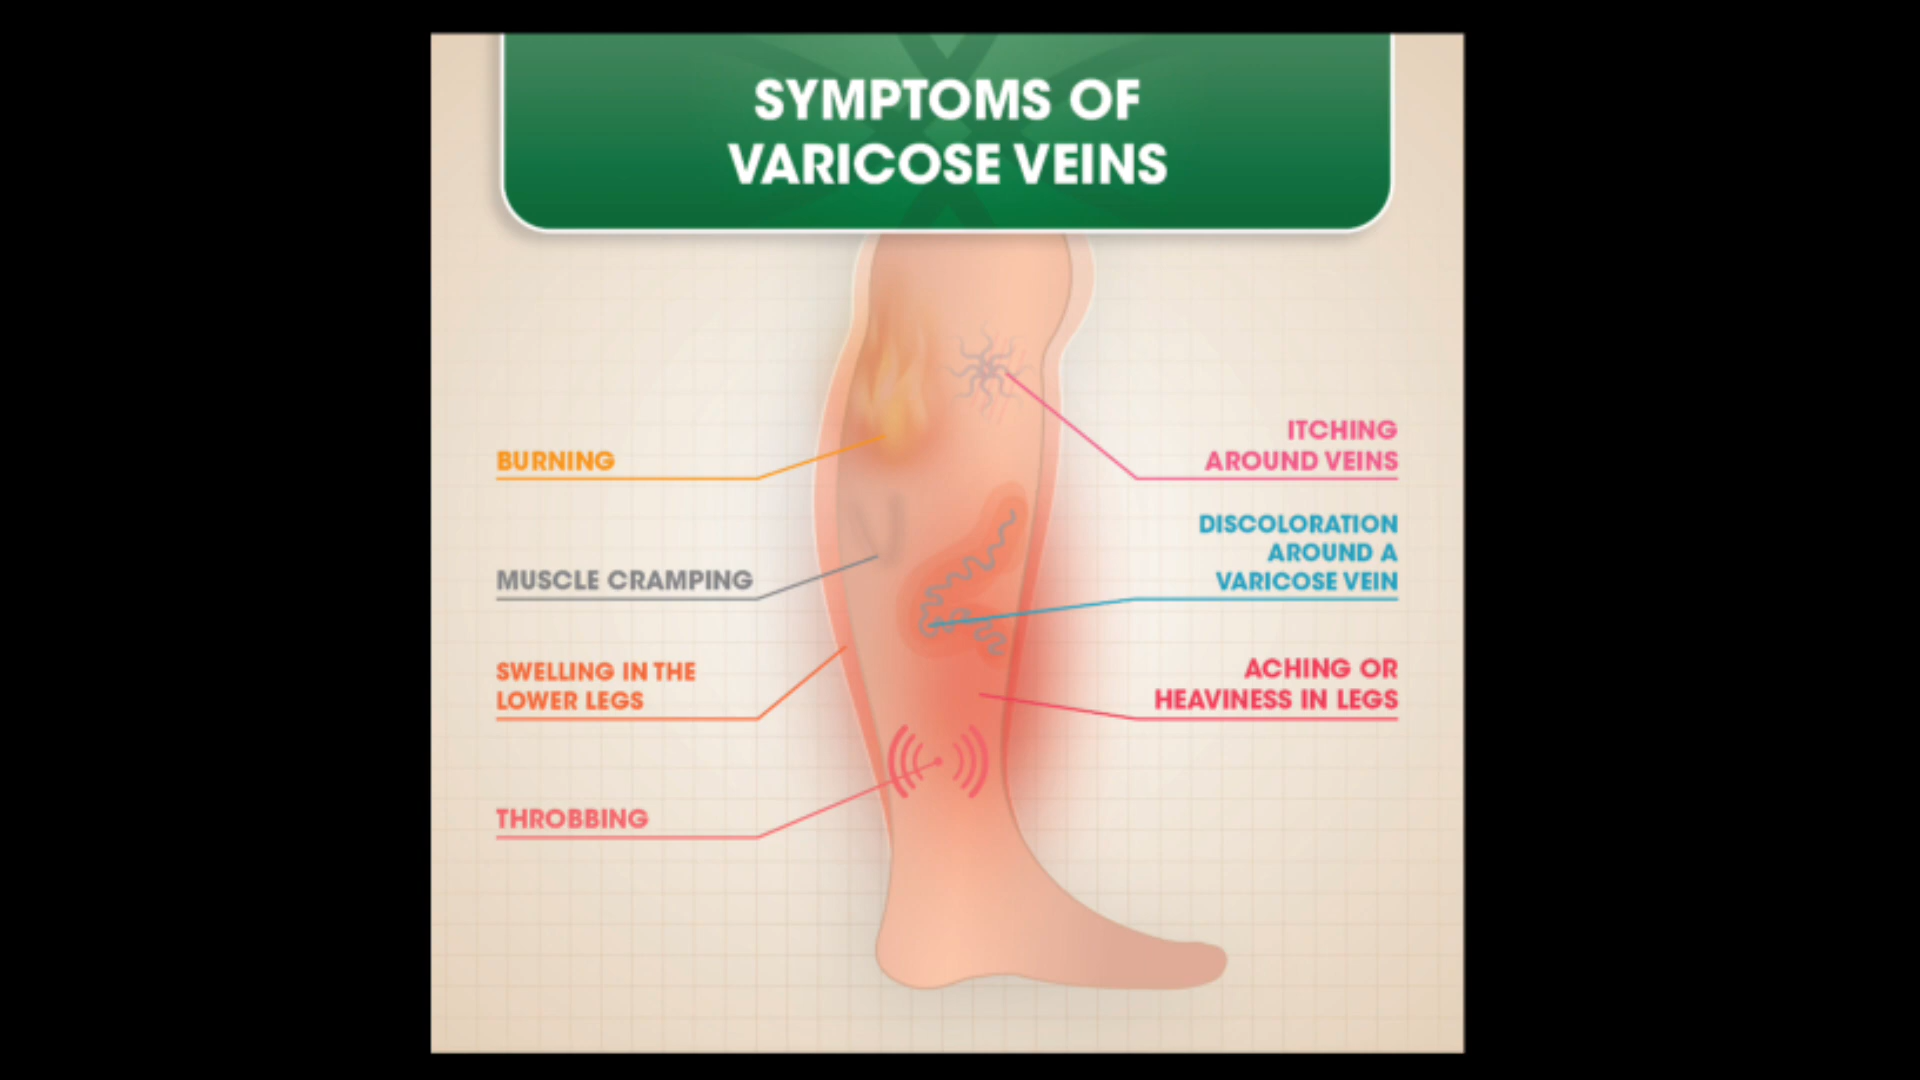 SYMPTOMS OF
VARICOSE VEINS
BURNING
MUSCLE CRAMPING
SWELLING IN THE
LOWER LEGS
THROBBING
ITCHING
AROUND VEINS
DISCOLORATION
AROUND A
VARICOSE VEIN
ACHING OR
HEAVINESS IN LEGS